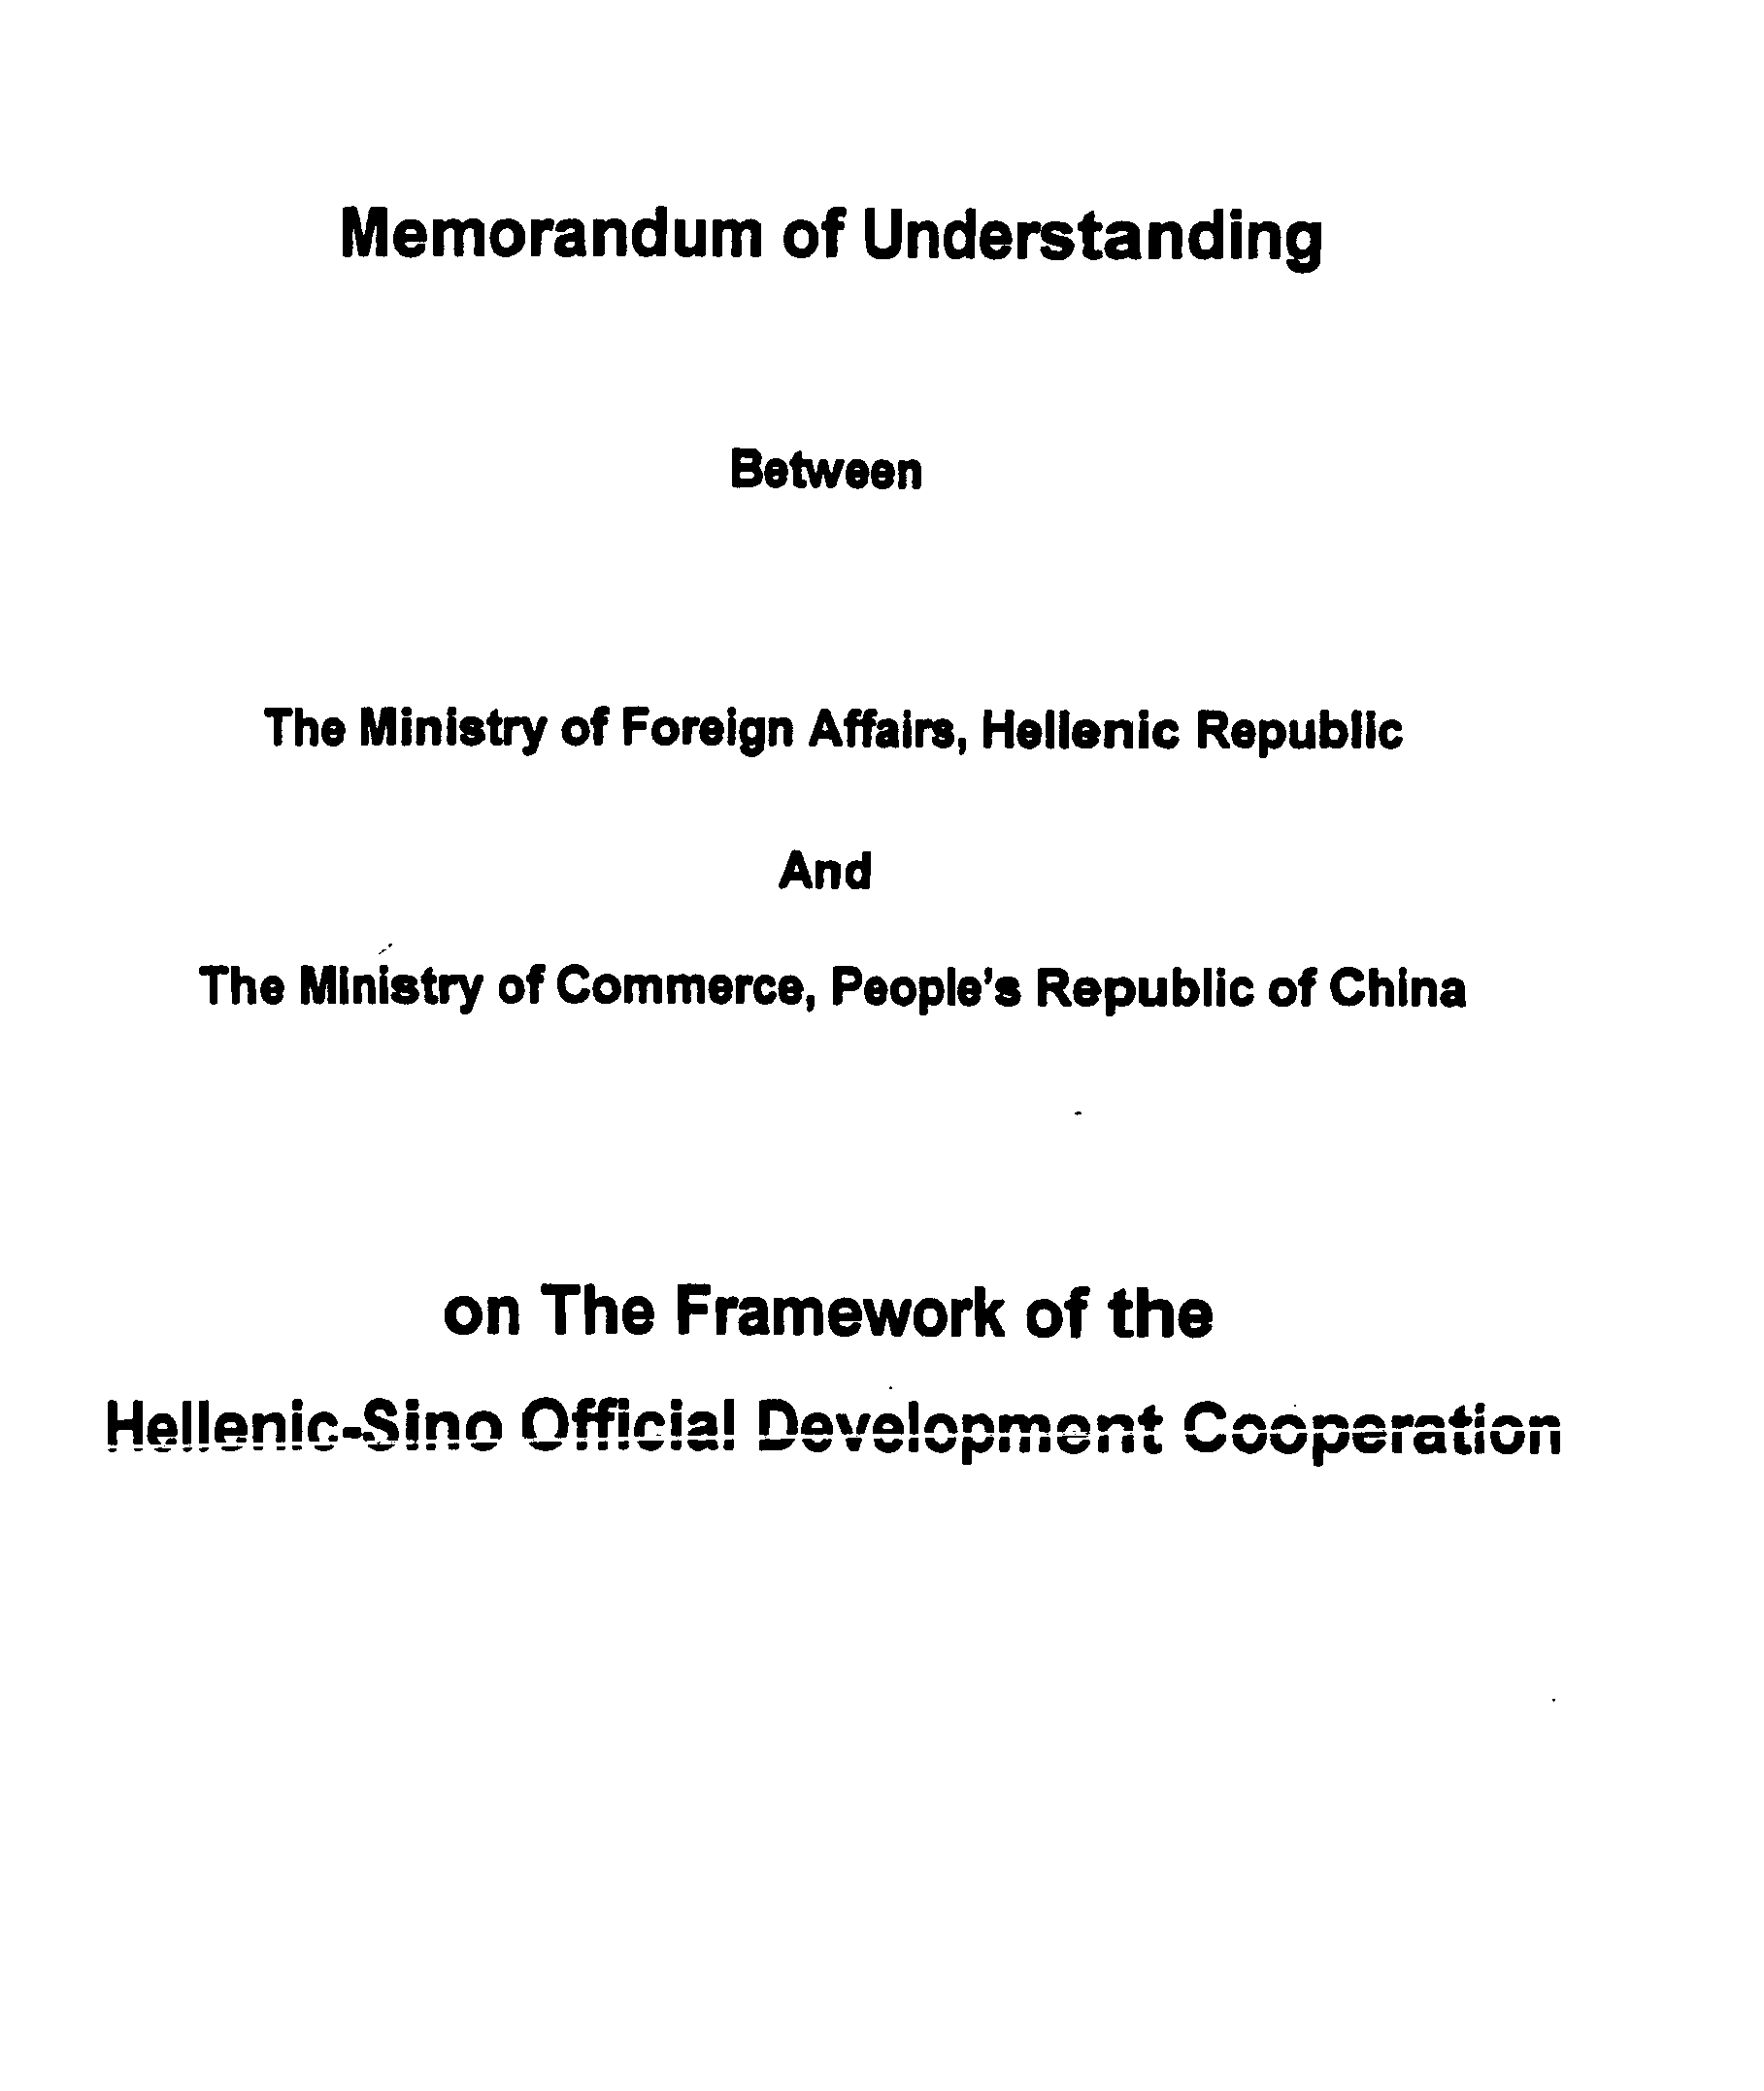 Memorandum of Understanding
Between
The Ministry of Foreign Affairs, Hellenic Republic
And
The Ministry of Commerce, People's Republic of China
on The Framework of the
Hellenic-Sino Official Development Cooperation